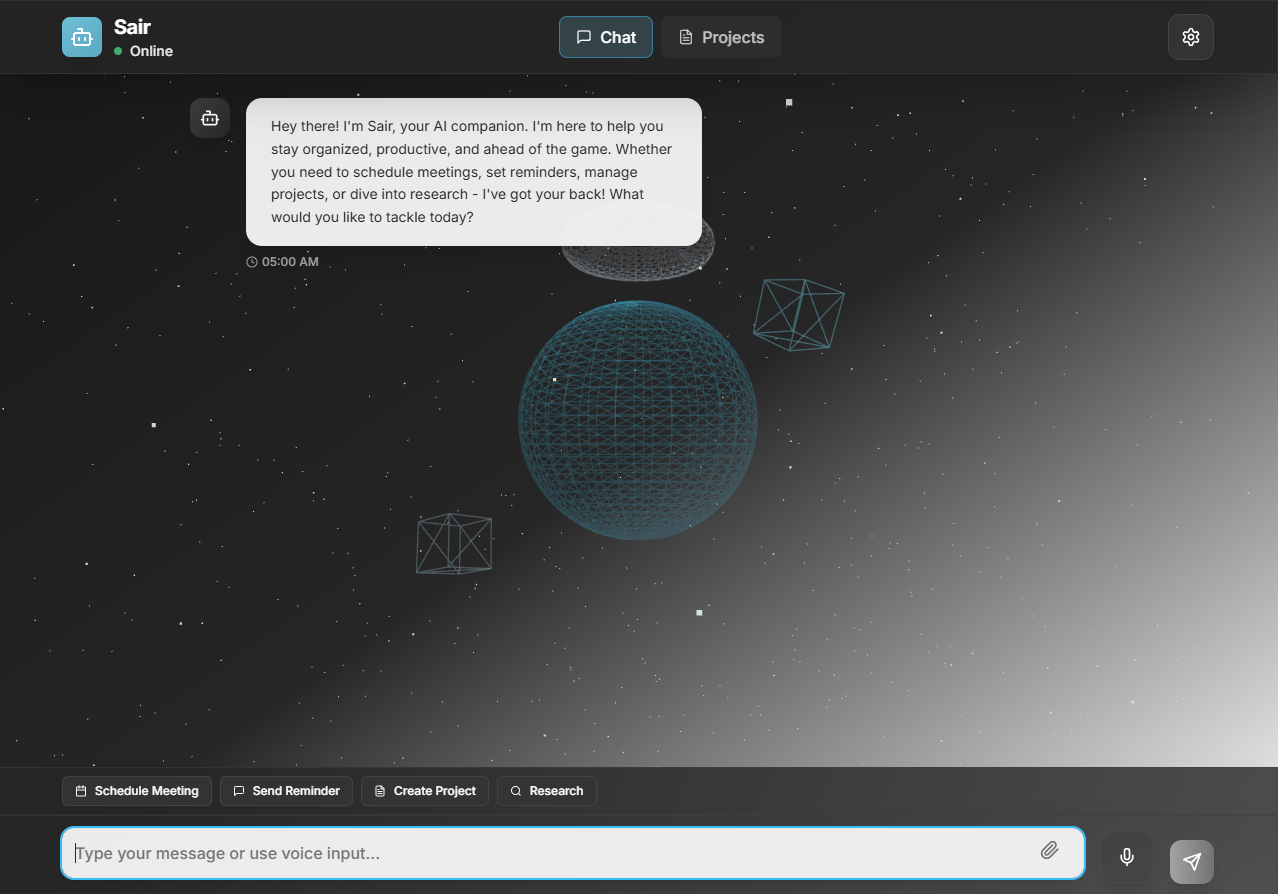 Sair
Online
Chat
Projects
Hey there! I'm Sair, your AI companion. I'm here to help you
stay organized, productive, and ahead of the game. Whether
you need to schedule meetings, set reminders, manage
projects, or dive into research - I've got your back! What
would you like to tackle today?
05:00 AM
Schedule Meeting
Send Reminder
Create Project
Research
Type your message or use voice input...